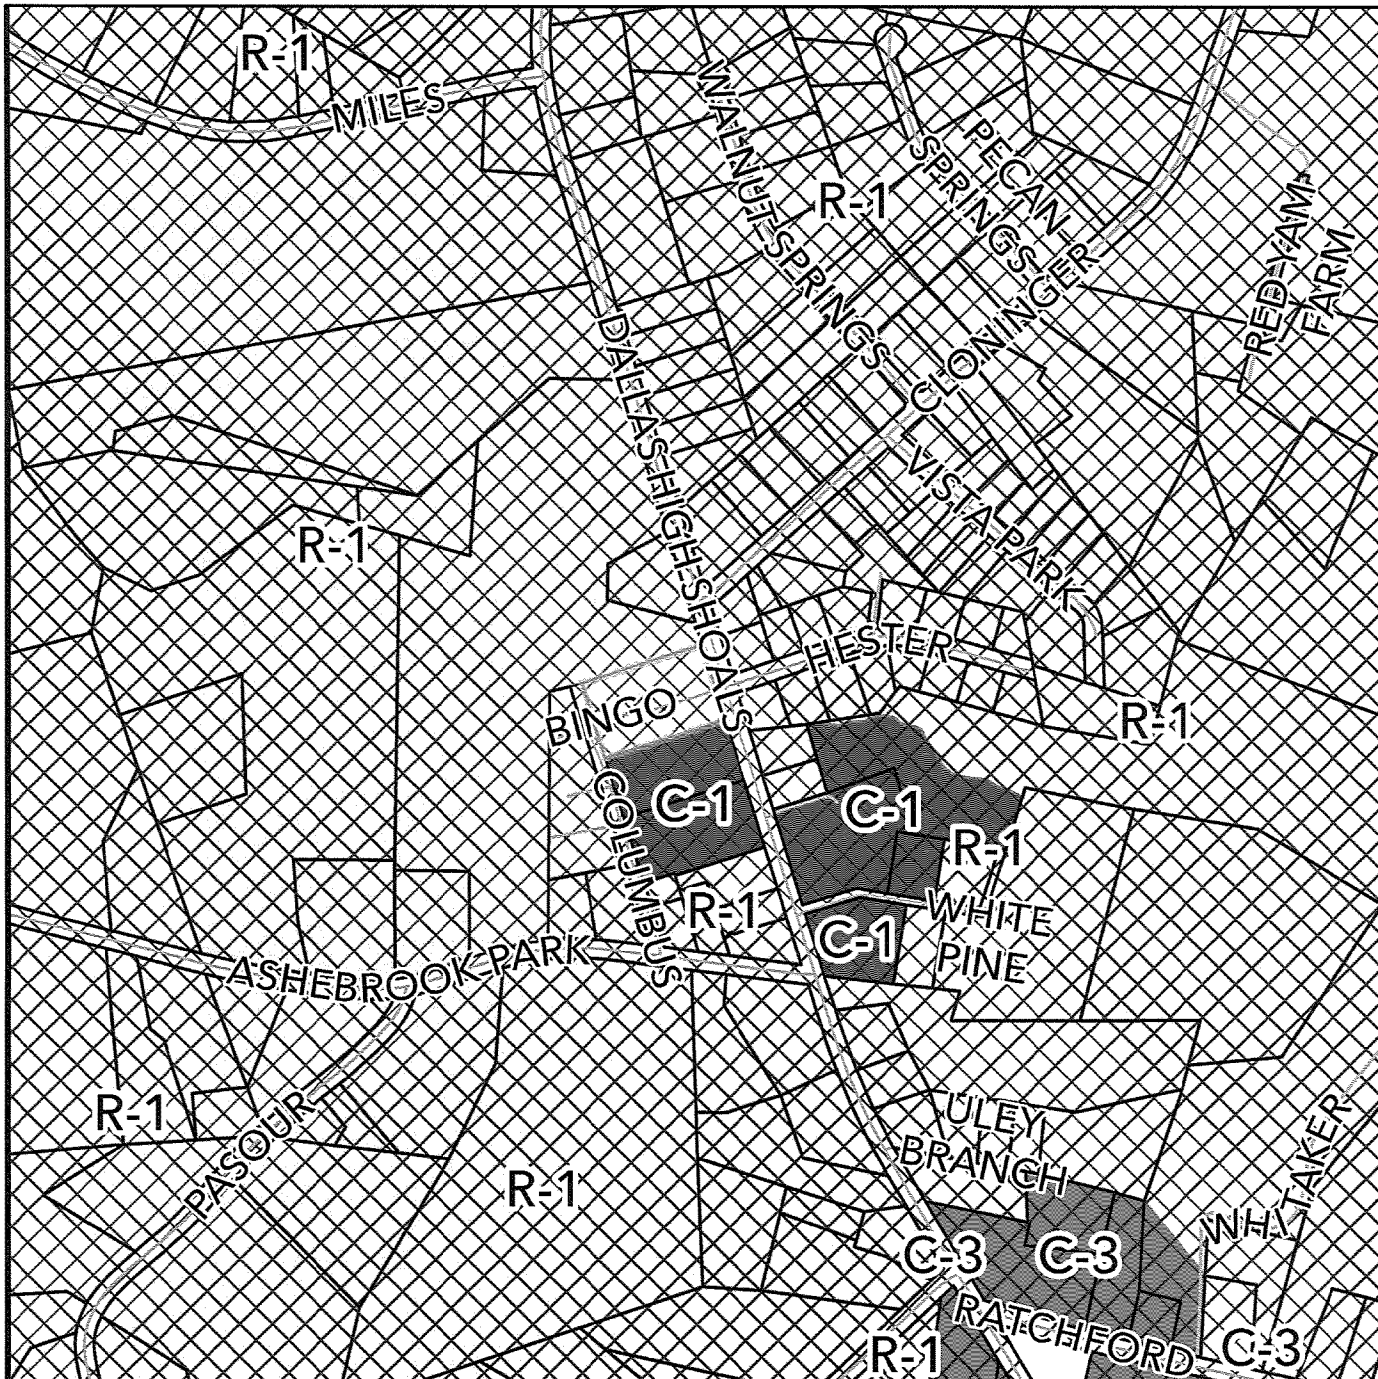 R-1
MILES
WALNUT SPRINGS
PECAN
SPRINGS
R-1
CLONINGER
RED YAM
FARM
DALLAS HIGH SHOALS
VISTA PARK
R-1
HESTER
BINGO
R-1
C-1
C-1
COLUMBUS
R-1
R-1
WHITE
PINE
C-1
ASHEBROOK PARK
R-1
PASOUR
ULEY
BRANCH
WHITAKER
R-1
C-3
C-3
RATCHFORD
R-1
C-3